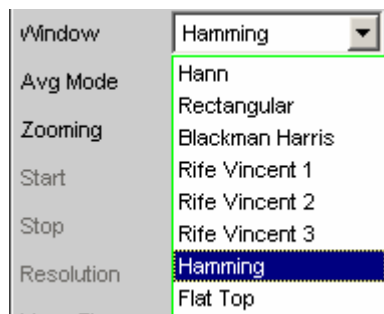 Window Hamming
Avg Mode Hann
Rectangular
Zooming Blackman Harris
Start Rife Vincent 1
Rife Vincent 2
Stop Rife Vincent 3
Resolution Hamming
Flat Top